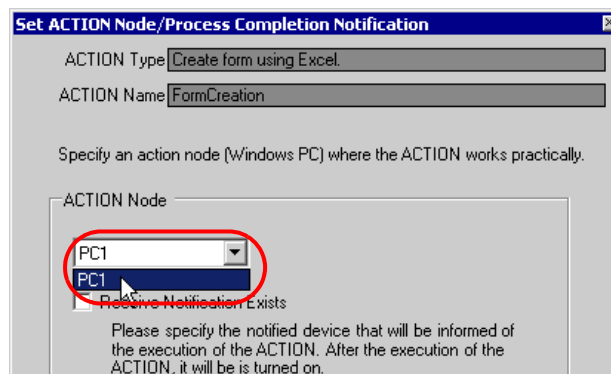 Set ACTION Node/Process Completion Notification
ACTION Type Create form using Excel.
ACTION Name FormCreation
Specify an action node (Windows PC) where the ACTION works practically.
ACTION Node
PC1
PC1
Receive Notification Exists
Please specify the notified device that will be informed of
the execution of the ACTION. After the execution of the
ACTION, it will be is turned on.